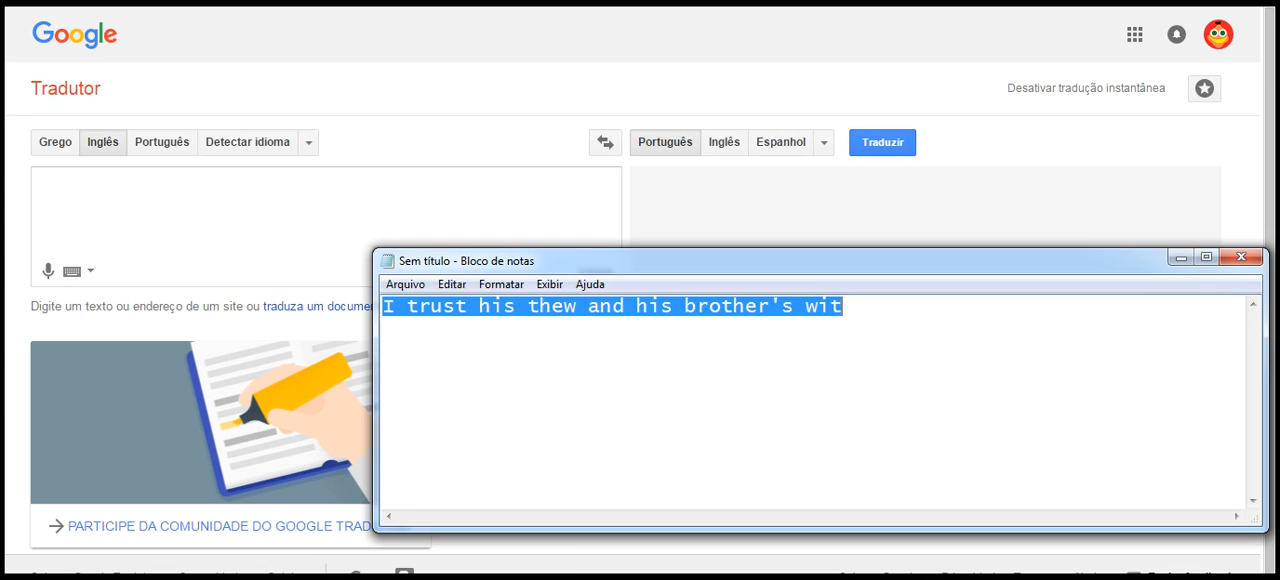 Google
Tradutor
Desativar tradução instantânea
Grego Inglês Português Detectar idioma
Português Inglês Espanhol Traduzir
Sem título - Bloco de notas
Arquivo Editar Formatar Exibir Ajuda
I trust his thew and his brother's wit
Digite um texto ou endereço de um site ou traduza um documen
PARTICIPE DA COMUNIDADE DO GOOGLE TRAD